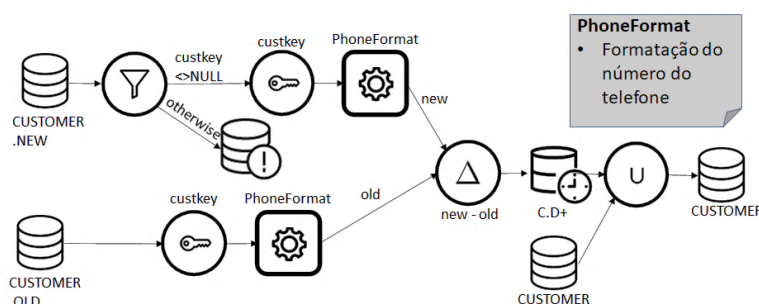 custkey
<>NULL
custkey
PhoneFormat
PhoneFormat
• Formatação do
número do
telefone
CUSTOMER
.NEW
otherwise
new
custkey
PhoneFormat
old
Δ
new - old
C.D+
U
CUSTOMER
CUSTOMER
.OLD
CUSTOMER